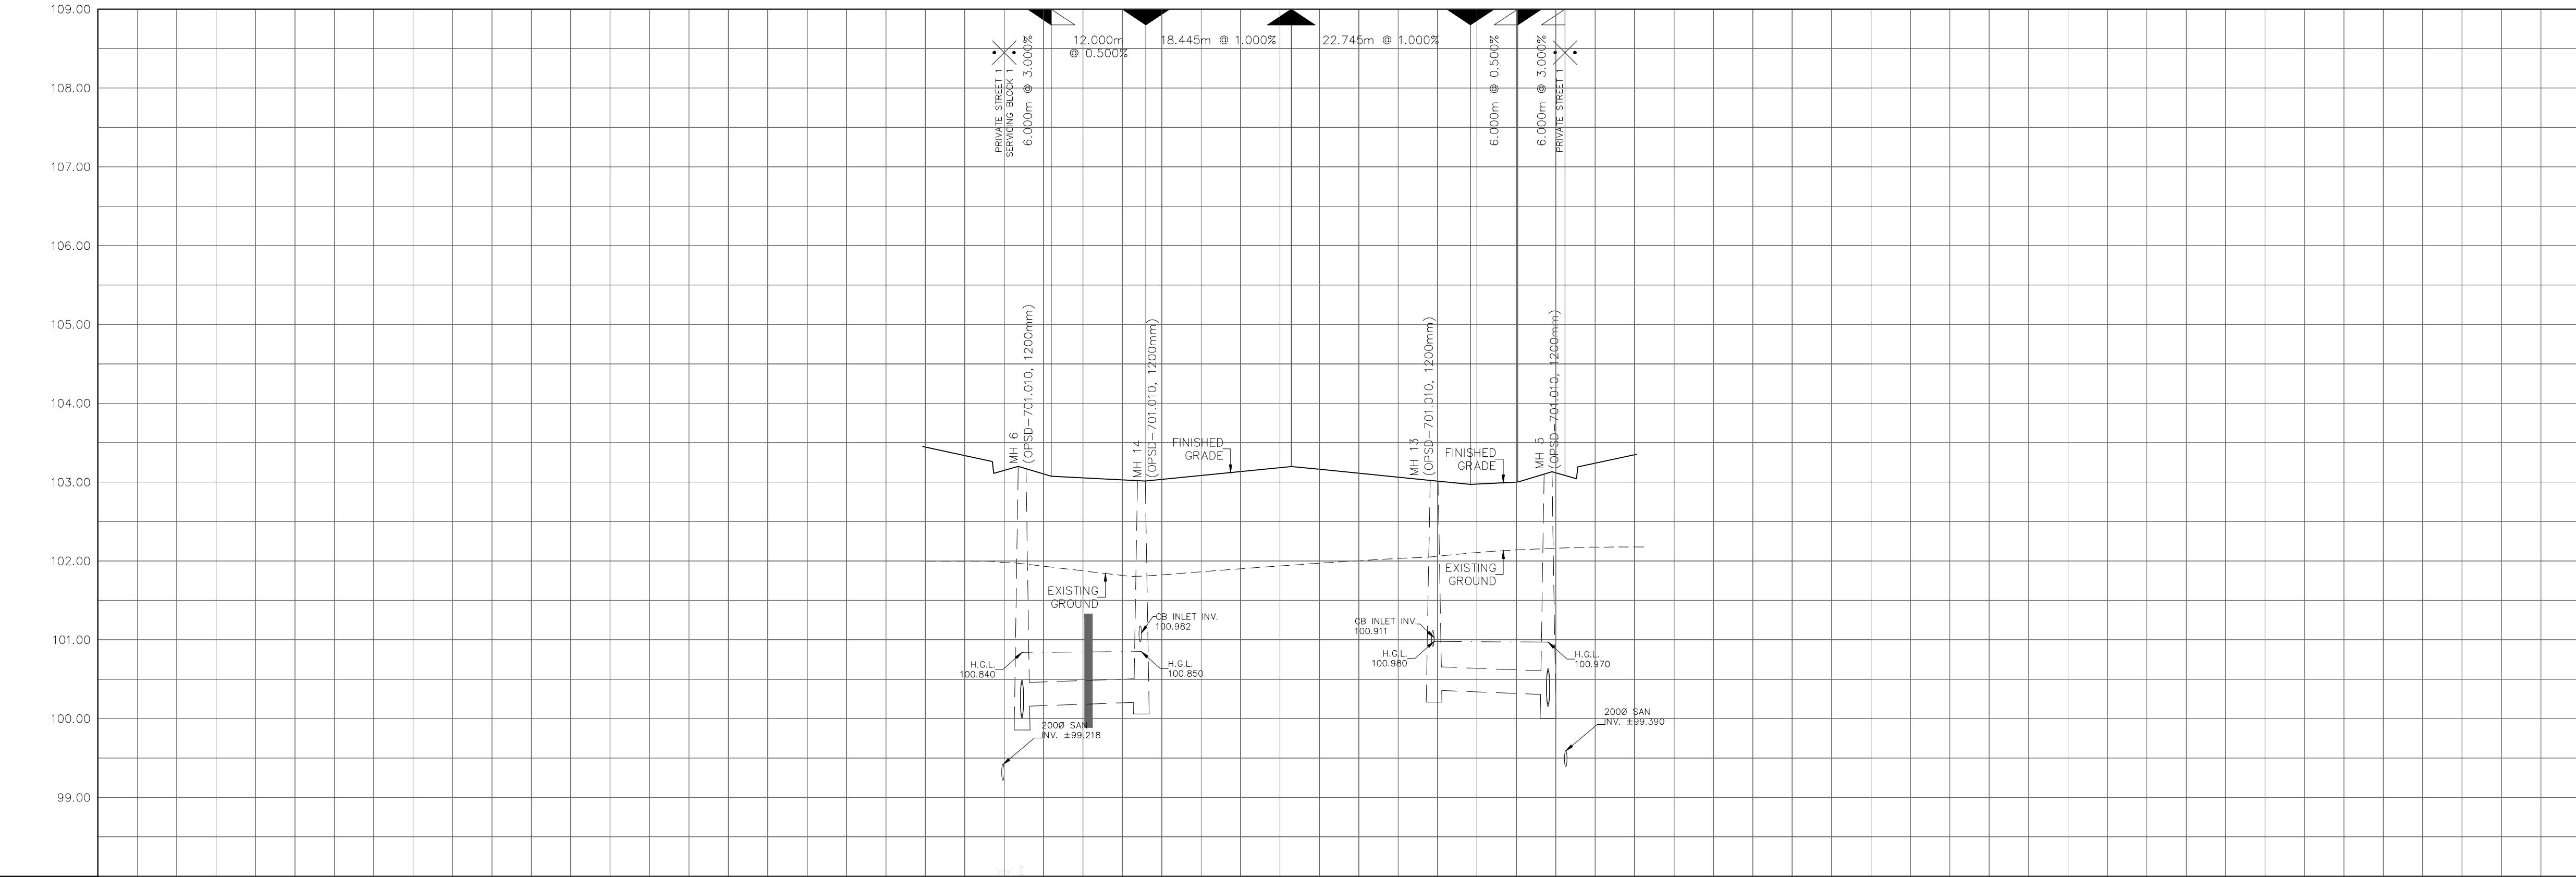 109.00
108.00
107.00
106.00
105.00
104.00
103.00
102.00
101.00
100.00
99.00
PRIVATE STREET 1
SERVICING BLOCK 1
6.000m @ 3.000%
12.000m
@ 0.500%
18.445m @ 1.000%
22.745m @ 1.000%
6.000m @ 0.500%
6.000m @ 3.000%
PRIVATE STREET 1
MH 6
(OPSD-701.010, 1200mm)
MH 14
(OPSD-701.010, 1200mm)
FINISHED
GRADE
MH 13
(OPSD-701.010, 1200mm)
FINISHED
GRADE
MH 5
(OPSD-701.010, 1200mm)
EXISTING
GROUND
EXISTING
GROUND
CB INLET INV.
100.982
CB INLET INV.
100.911
H.G.L.
100.840
H.G.L.
100.850
H.G.L.
100.980
H.G.L.
100.970
200Ø SAN
INV. ±99.218
200Ø SAN
INV. ±99.390